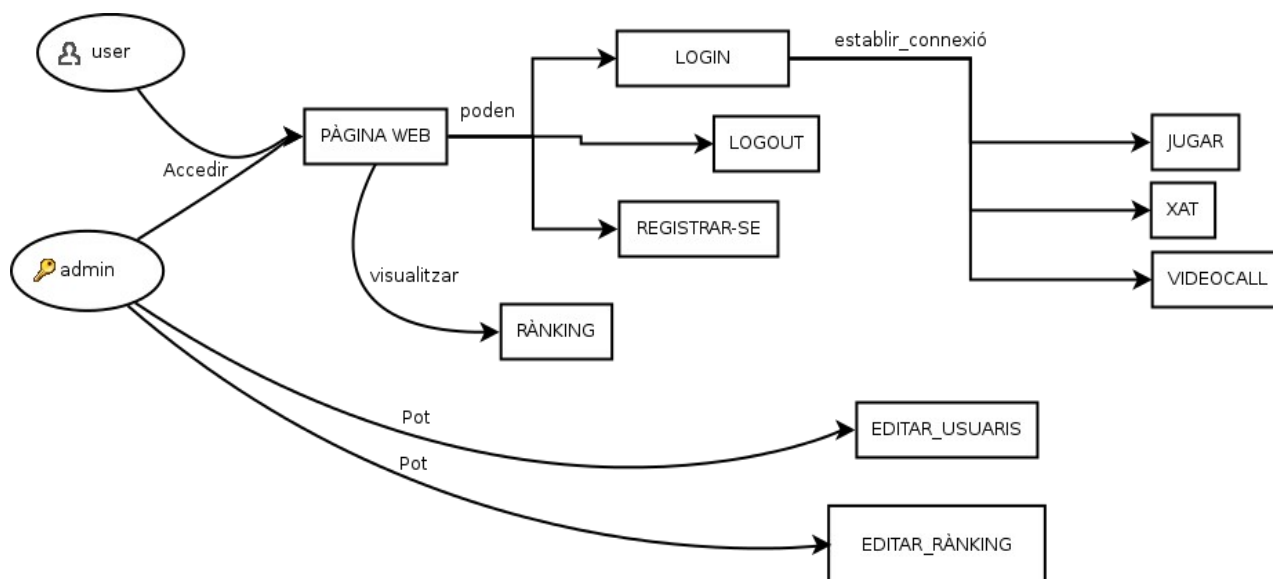 user
establir_connexió
LOGIN
poden
PÀGINA WEB
LOGOUT
JUGAR
Accedir
XAT
REGISTRAR-SE
admin
visualitzar
VIDEOCALL
RÀNKING
Pot
EDITAR_USUARIS
Pot
EDITAR_RÀNKING